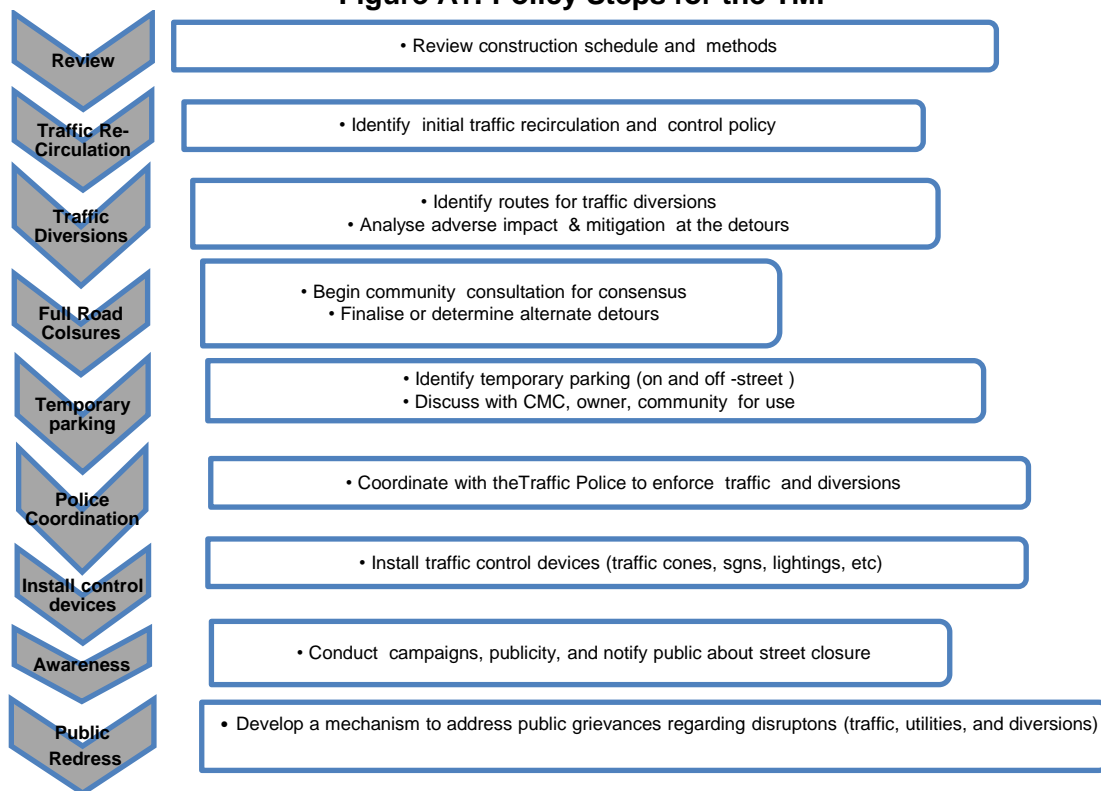 Figure A1: Policy Steps for the
Review
• Review construction schedule and methods
Traffic Re-
Circulation
• Identify initial traffic recirculation and control policy
Traffic
Diversions
• Identify routes for traffic diversions
• Analyse adverse impact & mitigation at the detours
Full Road
Colsures
• Begin community consultation for consensus
• Finalise or determine alternate detours
Temporary
parking
• Identify temporary parking (on and off -street )
• Discuss with CMC, owner, community for use
Police
Coordination
• Coordinate with theTraffic Police to enforce traffic and diversions
Install control
devices
• Install traffic control devices (traffic cones, sgns, lightings, etc)
Awareness
• Conduct campaigns, publicity, and notify public about street closure
Public
Redress
• Develop a mechanism to address public grievances regarding disruptons (traffic, utilities, and diversions)